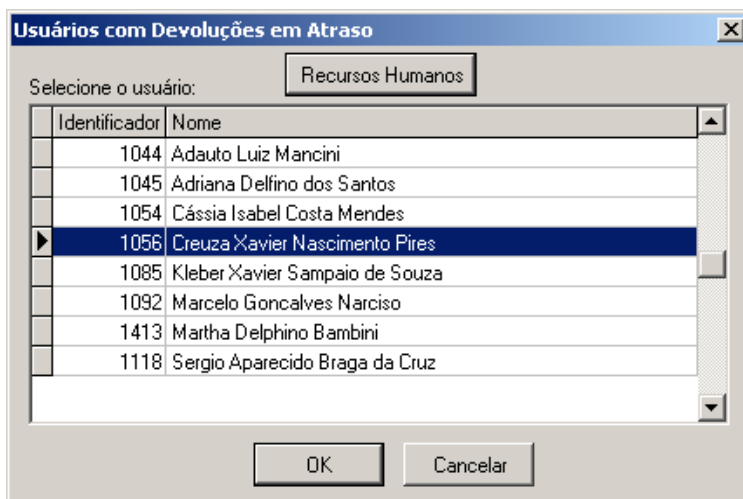 Usuários com Devoluções em Atraso
Recursos Humanos
Selecione o usuário:
Identificador Nome
1044 Adauto Luiz Mancini
1045 Adriana Delfino dos Santos
1054 Cássia Isabel Costa Mendes
1056 Creuza Xavier Nascimento Pires
1085 Kleber Xavier Sampaio de Souza
1092 Marcelo Goncalves Narciso
1413 Martha Delphino Bambini
1118 Sergio Aparecido Braga da Cruz
OK Cancelar